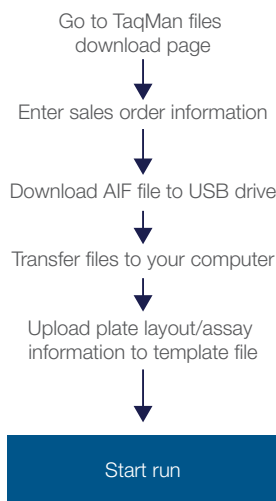 Go to TaqMan files
download page
Enter sales order information
Download AIF file to USB drive
Transfer files to your computer
Upload plate layout/assay
information to template file
Start run